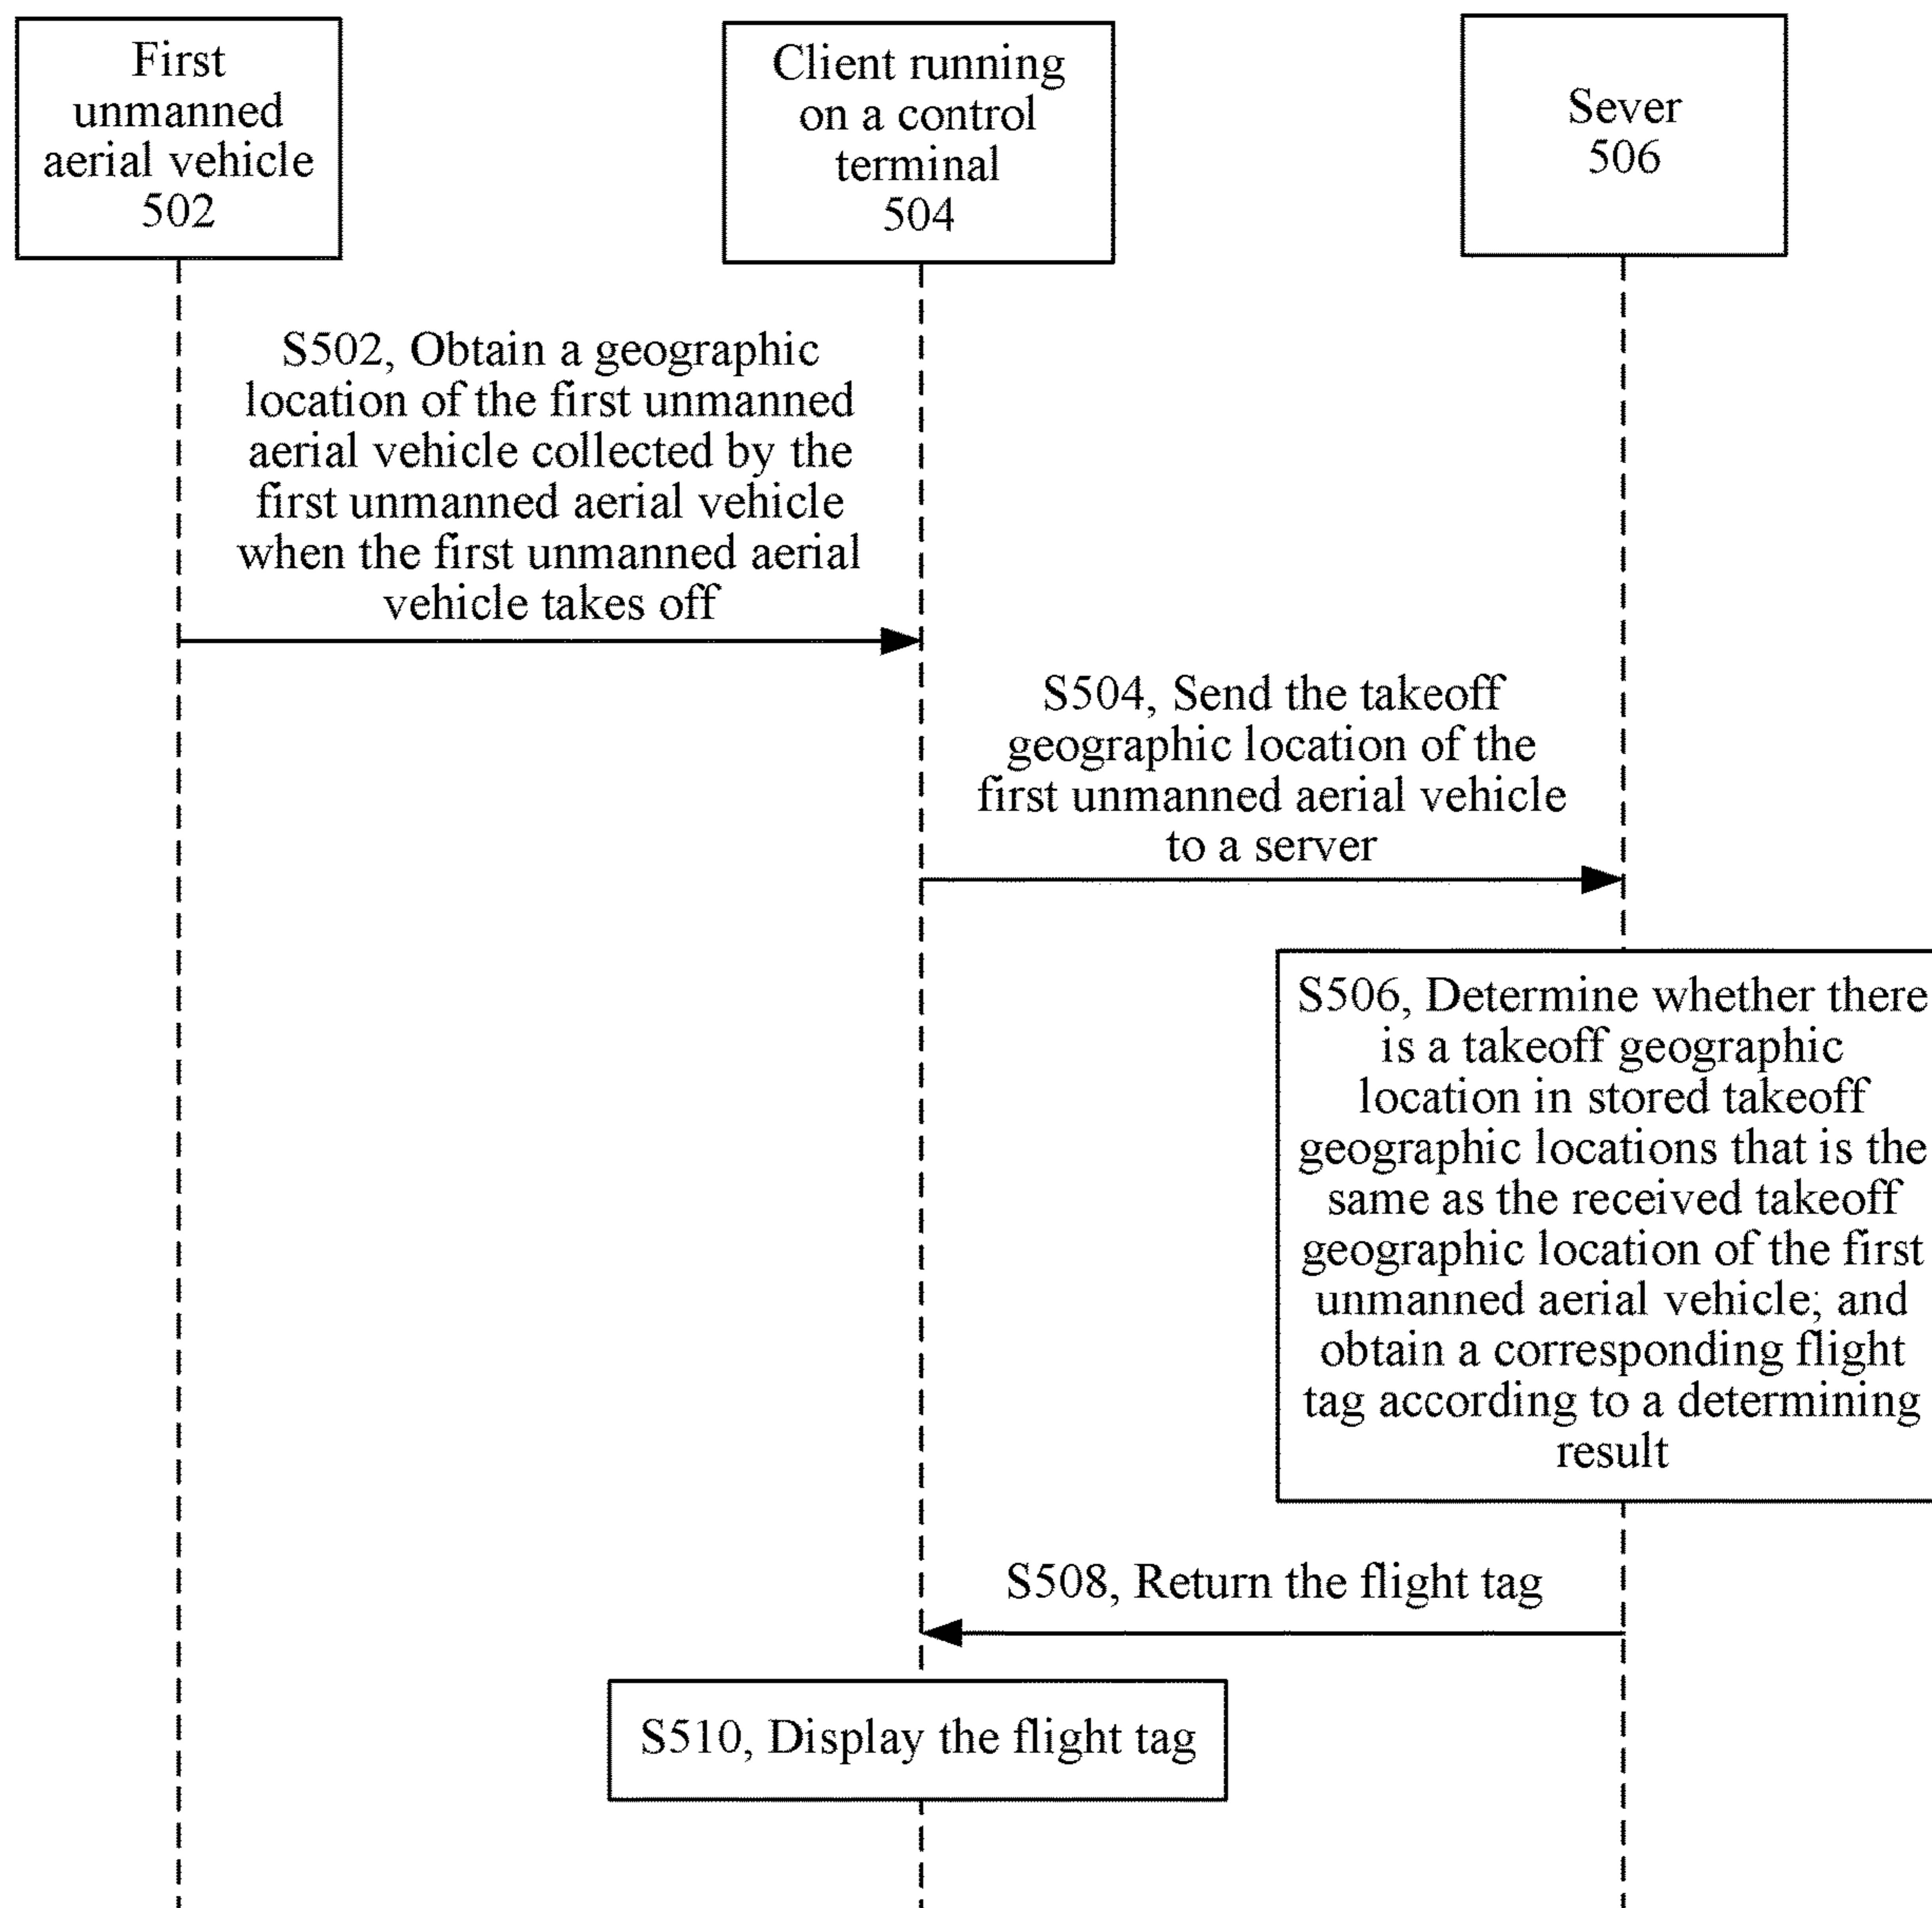 First
unmanned
aerial vehicle
502
Client running
on a control
terminal
504
Sever
506
S502, Obtain a geographic
location of the first unmanned
aerial vehicle collected by the
first unmanned aerial vehicle
when the first unmanned aerial
vehicle takes off
S504, Send the takeoff
geographic location of the
first unmanned aerial vehicle
to a server
S506, Determine whether there
is a takeoff geographic
location in stored takeoff
geographic locations that is the
same as the received takeoff
geographic location of the first
unmanned aerial vehicle; and
obtain a corresponding flight
tag according to a determining
result
S508, Return the flight tag
S510, Display the flight tag